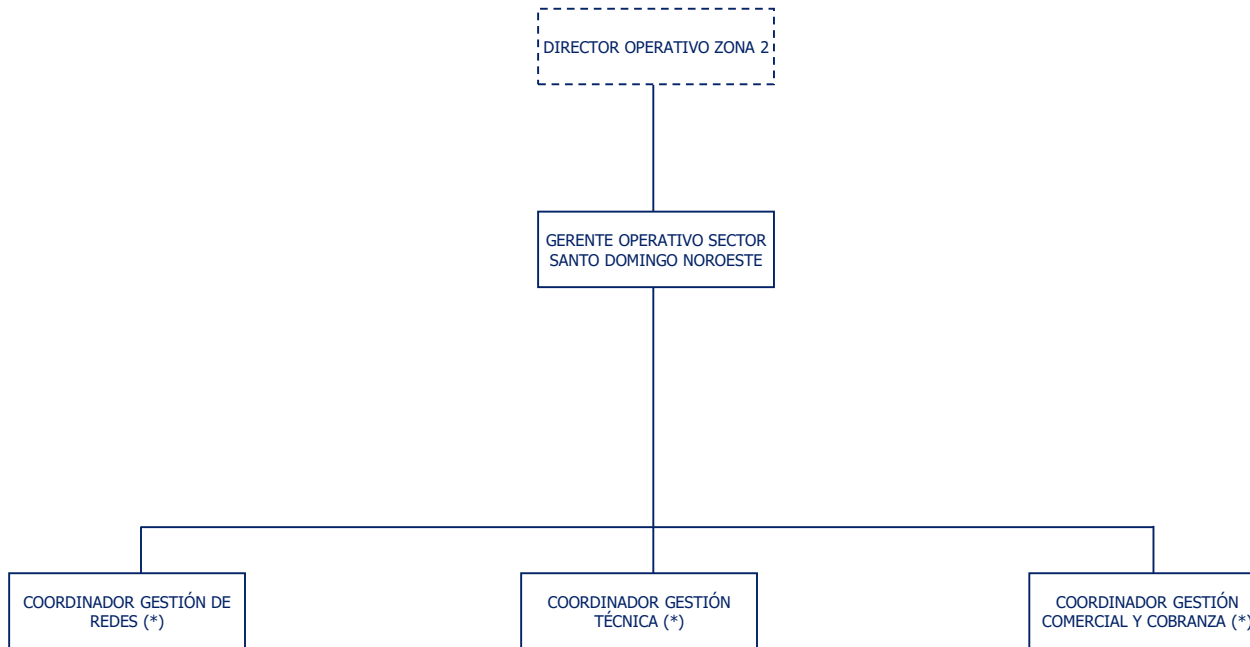 DIRECTOR OPERATIVO ZONA 2
GERENTE OPERATIVO SECTOR
SANTO DOMINGO NOROESTE
COORDINADOR GESTIÓN DE
REDES (*)
COORDINADOR GESTIÓN
TÉCNICA (*)
COORDINADOR GESTIÓN
COMERCIAL Y COBRANZA (*)